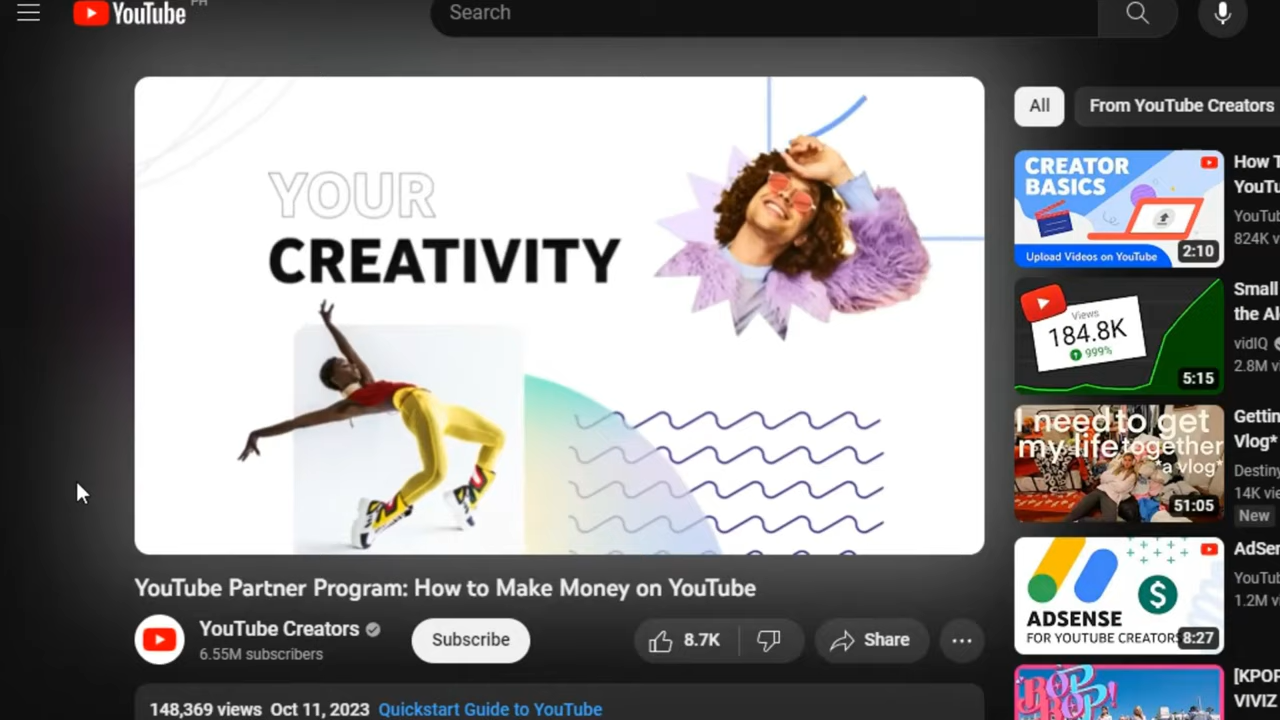 YouTube PH
Search
YOUR
CREATIVITY
YouTube Partner Program: How to Make Money on YouTube
YouTube Creators
6.55M subscribers
Subscribe
8.7K
Share
148,369 views Oct 11, 2023 Quickstart Guide to YouTube
All
From YouTube Creators
CREATOR
BASICS
Upload Videos on YouTube
2:10
How T
YouTu
YouTub
824K v
Views
184.8K
999%
5:15
Small
the Al
vidIQ
2.8M vi
I need to get
my life together
*a vlog*
51:05
Gettin
Vlog*
Destiny
14K vie
New
ADSENSE
FOR YOUTUBE CREATORS
8:27
AdSen
YouTub
1.2M v
[KPOP
VIVIZ